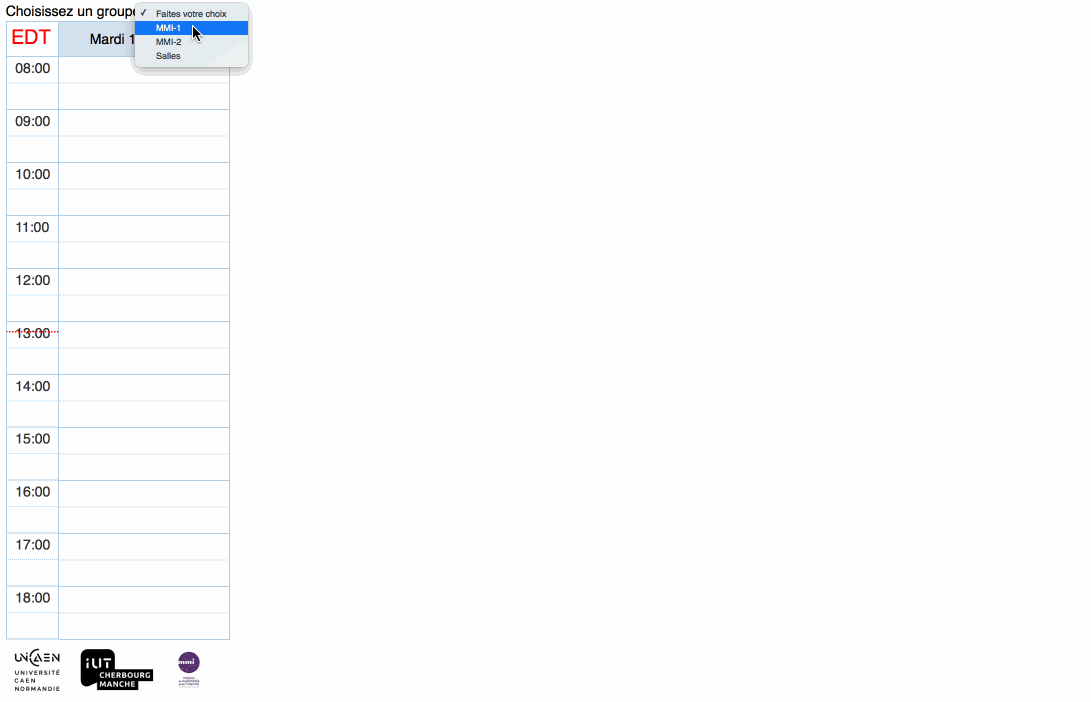 Choisissez un groupe
✓ Faites votre choix
MMI-1
MMI-2
Salles
EDT
Mardi 1
08:00
09:00
10:00
11:00
12:00
13:00
14:00
15:00
16:00
17:00
18:00
UNICAEN
UNIVERSITÉ
CAEN
NORMANDIE
iUT
CHERBOURG
MANCHE
mmi